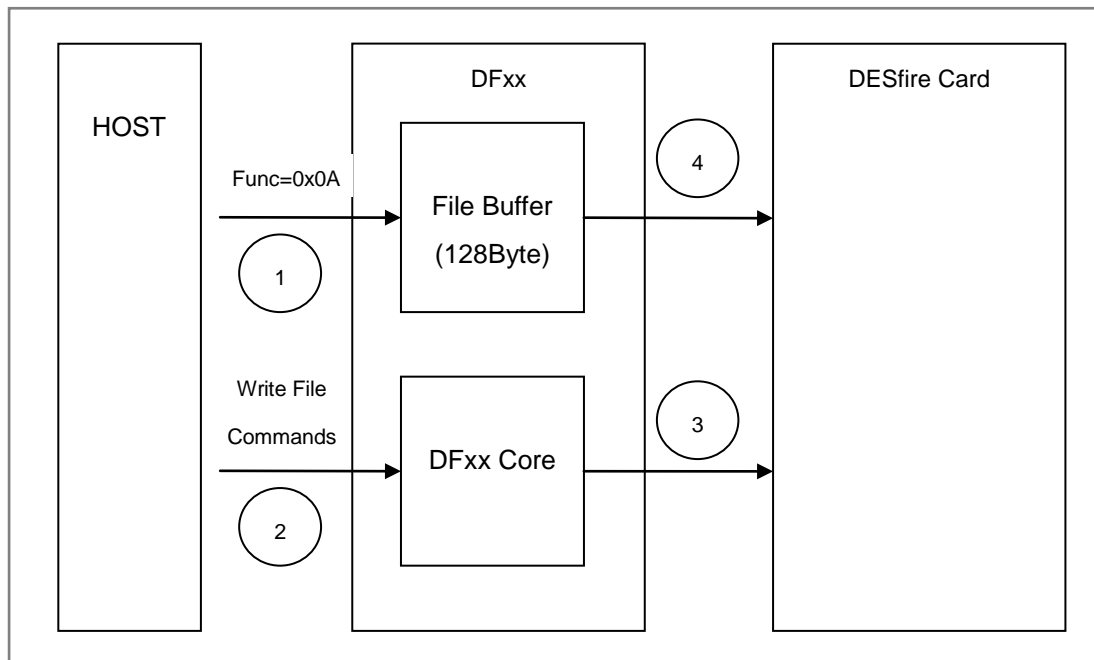 HOST
DFxx
DESfire Card
Func=0x0A
1
File Buffer
(128Byte)
4
Write File
Commands
2
DFxx Core
3